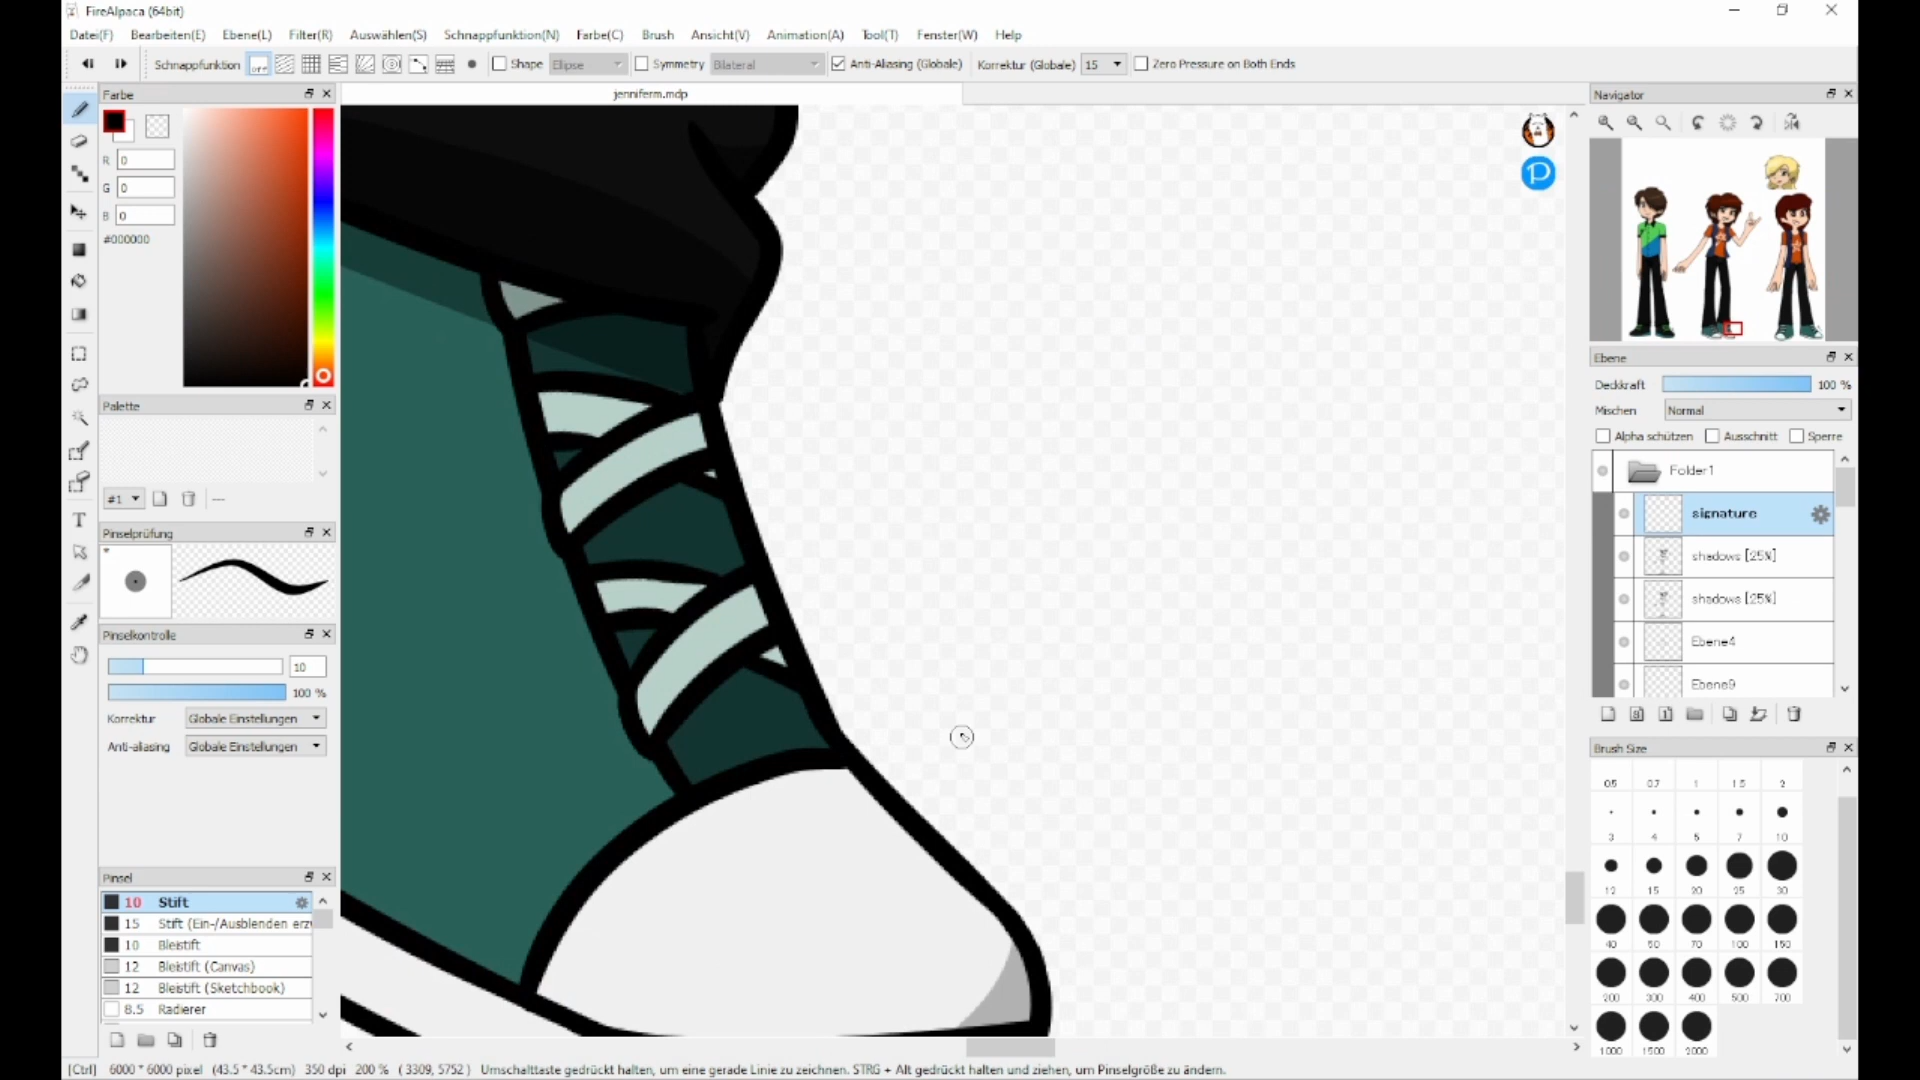 FireAlpaca (64bit)
Datei(F) Bearbeiten(E) Ebene(L) Filter(R) Auswählen(S) Schnappfunktion(N) Farbe(C) Brush Ansicht(V) Animation(A) Tool(T) Fenster(W) Help
Schnappfunktion OFF Shape Ellipse Symmetry Bilateral Anti-Aliasing (Globale) Korrektur (Globale) 15 Zero Pressure on Both Ends
Farbe
R 0
G 0
B 0
#000000
Palette
#1 ---
Pinselprüfung
Pinselkontrolle
10
100 %
Korrektur Globale Einstellungen
Anti-aliasing Globale Einstellungen
Pinsel
10 Stift
15 Stift (Ein-/Ausblenden erz
10 Bleistift
12 Bleistift (Canvas)
12 Bleistift (Sketchbook)
8.5 Radierer
jenniferm.mdp
P
Navigator
Ebene
Deckkraft 100 %
Mischen Normal
Alpha schützen Ausschnitt Sperre
Folder1
signature
shadows [25%]
shadows [25%]
Ebene4
Ebene9
Brush Size
0.5 0.7 1 1.5 2
3 4 5 7 10
12 15 20 25 30
40 50 70 100 150
200 300 400 500 700
1000 1500 2000
[Ctrl] 6000 * 6000 pixel (43.5 * 43.5cm) 350 dpi 200 % ( 3309, 5752 ) Umschalttaste gedrückt halten, um eine gerade Linie zu zeichnen. STRG + Alt gedrückt halten und ziehen, um Pinselgröße zu ändern.